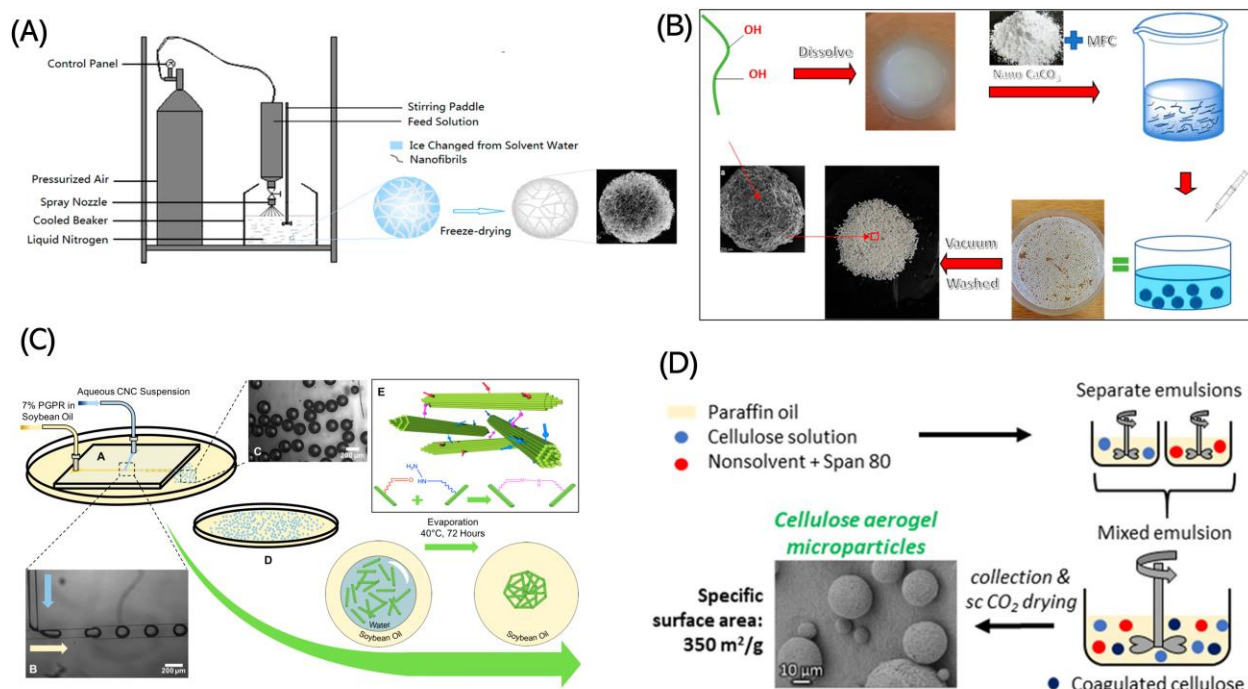 (A)
Control Panel
Stirring Paddle
Feed Solution
Ice Changed from Solvent Water
Nanofibrils
Pressurized Air
Spray Nozzle
Cooled Beaker
Liquid Nitrogen
Freeze-drying
(B)
OH
OH
Dissolve
Nano CaCO3
MFC
a
Vacuum
Washed
(C)
Aqueous CNC Suspension
7% PGPR in
Soybean Oil
A
C
200 µm
E
H₂N
HN
O
D
Evaporation
40°C, 72 Hours
Water
Soybean Oil
Soybean Oil
B
200 µm
(D)
Paraffin oil
Cellulose solution
Nonsolvent + Span 80
Separate emulsions
Mixed emulsion
Cellulose aerogel
microparticles
Specific
surface area:
350 m²/g
10 µm
collection &
sc CO₂ drying
Coagulated cellulose